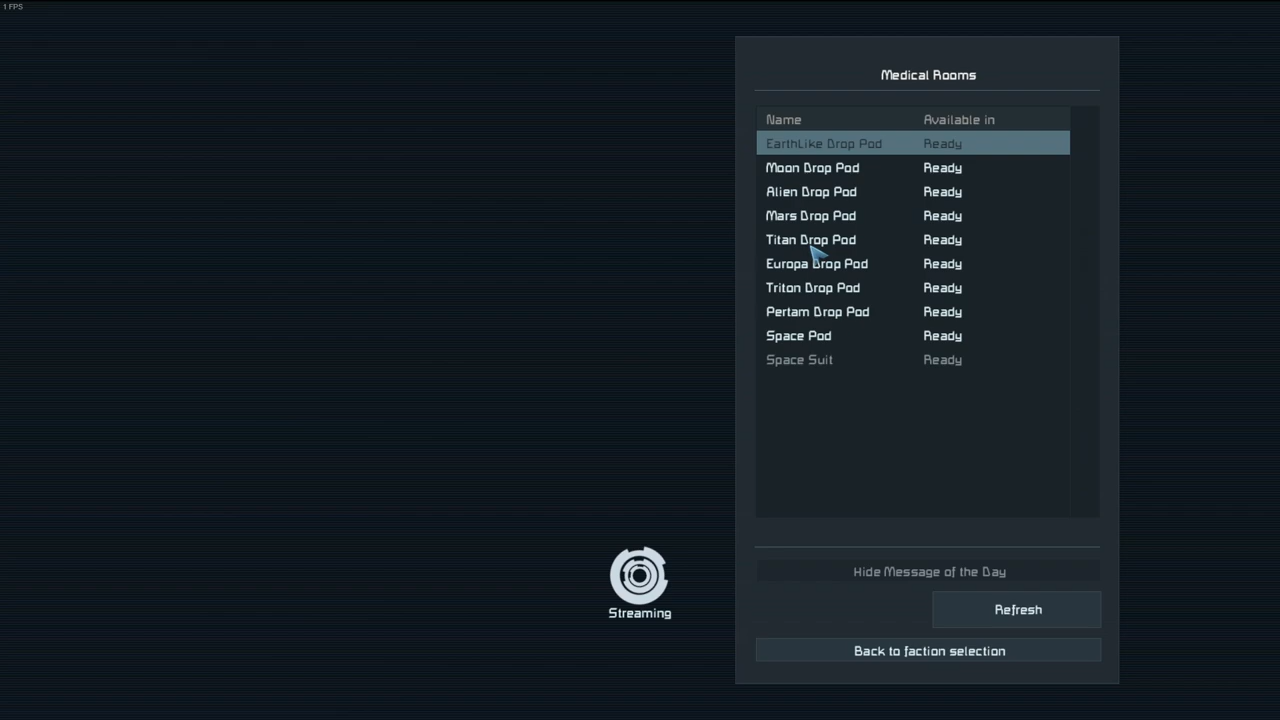 1 FPS
Medical Rooms
Name Available in
EarthLike Drop Pod Ready
Moon Drop Pod Ready
Alien Drop Pod Ready
Mars Drop Pod Ready
Titan Drop Pod Ready
Europa Drop Pod Ready
Triton Drop Pod Ready
Pertam Drop Pod Ready
Space Pod Ready
Space Suit Ready
Hide Message of the Day
Refresh
Streaming
Back to faction selection